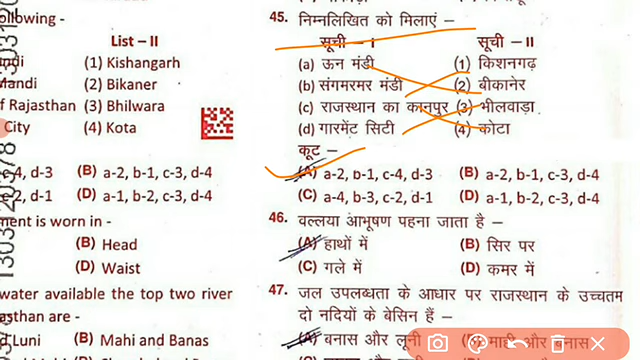 ollowing -
List – II
(1) Kishangarh
Mandi (2) Bikaner
f Rajasthan (3) Bhilwara
City (4) Kota
-4, d-3 (B) a-2, b-1, c-3, d-4
-2, d-1 (D) a-1, b-2, c-3, d-4
ment is worn in -
(B) Head
(D) Waist
water available the top two river
asthan are -
d Luni (B) Mahi and Banas
45. निम्नलिखित को मिलाएं –
सूची – I सूची – II
(a) ऊन मंडी (1) किशनगढ़
(b) संगमरमर मंडी (2) बीकानेर
(c) राजस्थान का कानपुर (3) भीलवाड़ा
(d) गारमेंट सिटी (4) कोटा
कूट –
(A) a-2, b-1, c-4, d-3 (B) a-2, b-1, c-3, d-4
(C) a-4, b-3, c-2, d-1 (D) a-1, b-2, c-3, d-4
46. वल्लया आभूषण पहना जाता है –
(A) हाथों में (B) सिर पर
(C) गले में (D) कमर में
47. जल उपलब्धता के आधार पर राजस्थान के उच्चतम
दो नदियों के बेसिन हैं –
(A) बनास और लूनी (B) माही और बनास